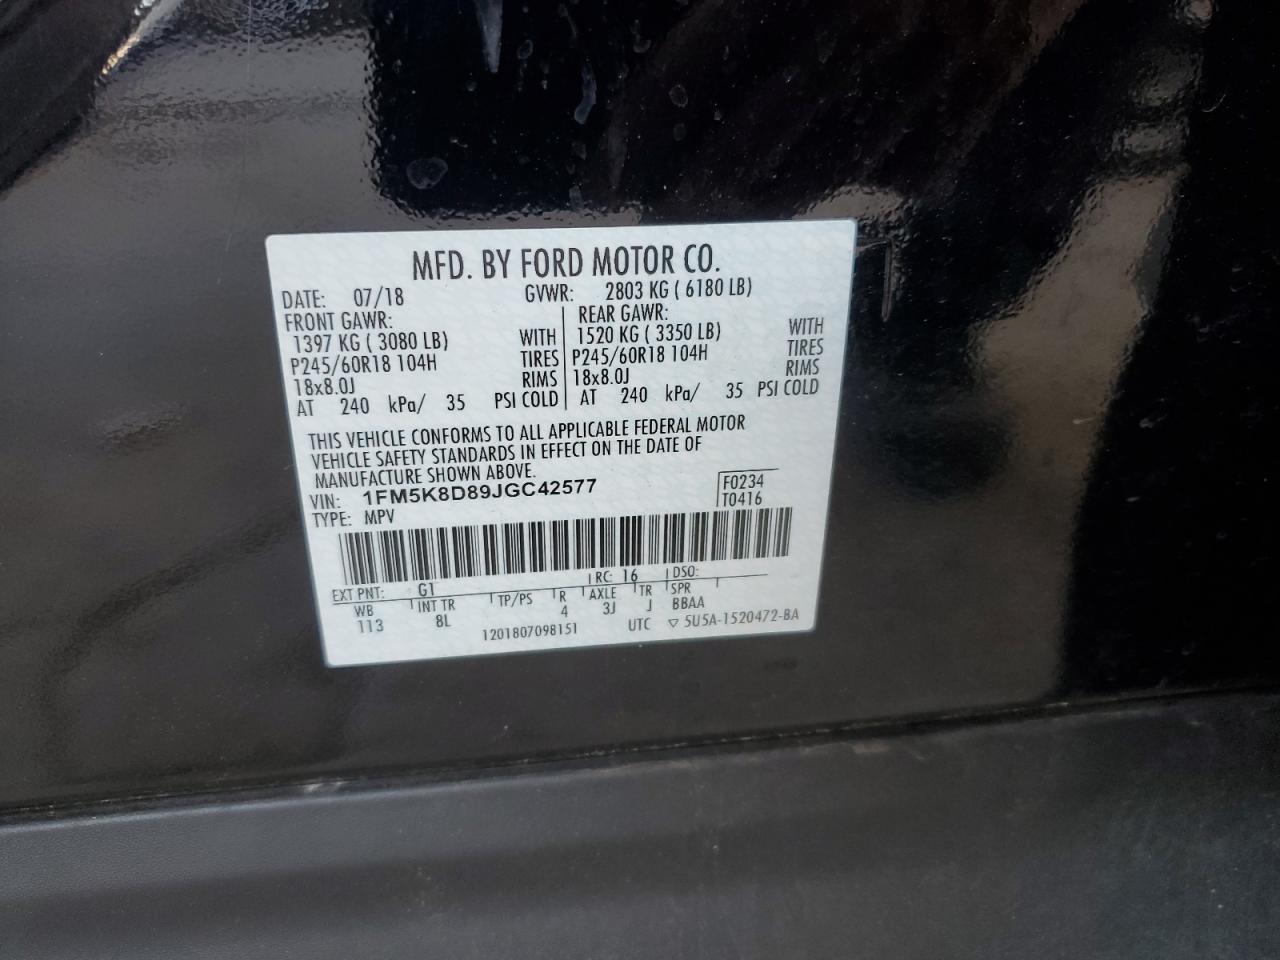 MFD. BY FORD MOTOR CO.
DATE: 07/18 GVWR: 2803 KG ( 6180 LB)
FRONT GAWR: REAR GAWR:
1397 KG ( 3080 LB) WITH 1520 KG ( 3350 LB) WITH
P245/60R18 104H TIRES P245/60R18 104H TIRES
18x8.0J RIMS 18x8.0J RIMS
AT 240 kPa/ 35 PSI COLD AT 240 kPa/ 35 PSI COLD
THIS VEHICLE CONFORMS TO ALL APPLICABLE FEDERAL MOTOR
VEHICLE SAFETY STANDARDS IN EFFECT ON THE DATE OF
MANUFACTURE SHOWN ABOVE.
VIN: 1FM5K8D89JGC42577 F0234
TYPE: MPV T0416
EXT PNT: G1 RC: 16 DSO:
WB INT TR TP/PS R AXLE TR SPR
113 8L 4 3J J BBAA
1201807098151 UTC ▽ 5U5A-1520472-BA